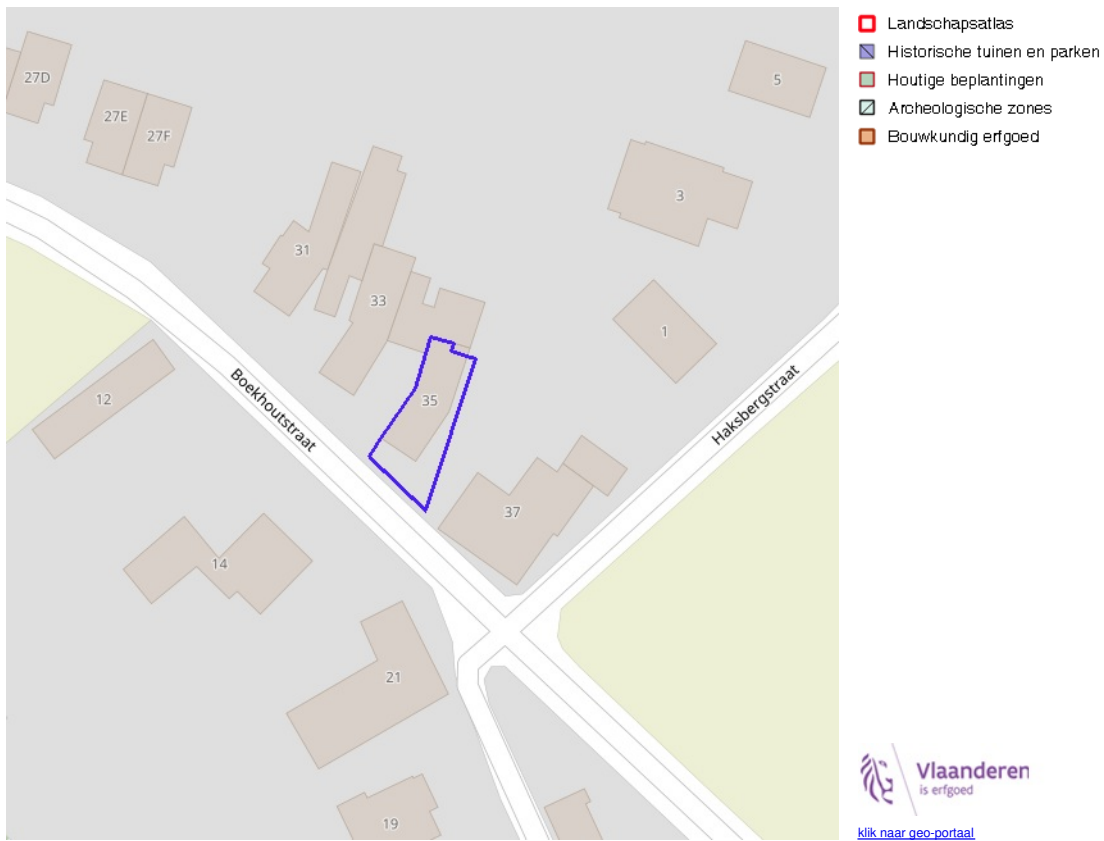 27D
27E
27F
5
3
31
33
1
35
12
Boekhoutstraat
Haksbergstraat
37
14
21
19
Landschapsatlas
Historische tuinen en parken
Houtige beplantingen
Archeologische zones
Bouwkundig erfgoed
Vlaanderen
is erfgoed
klik naar geo-portaal